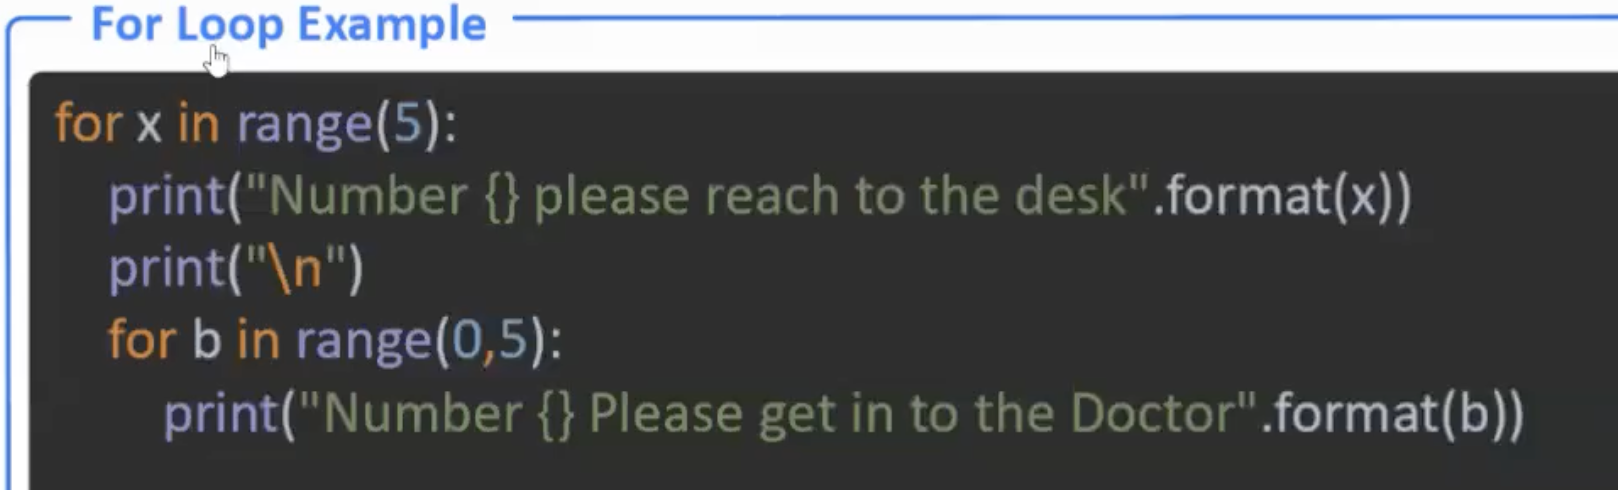 For Loop Example
for x in range(5):
print("Number {} please reach to the desk".format(x))
print("\n")
for b in range(0,5):
print("Number {} Please get in to the Doctor".format(b))